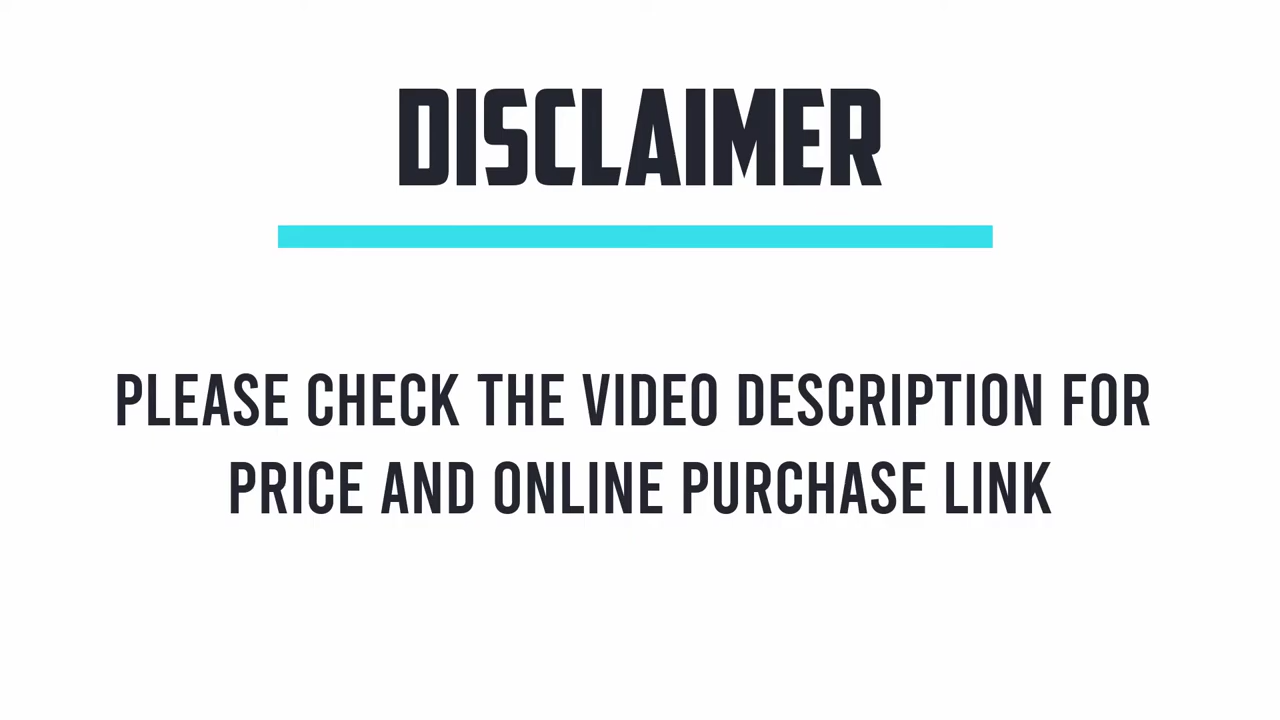 DISCLAIMER
PLEASE CHECK THE VIDEO DESCRIPTION FOR
PRICE AND ONLINE PURCHASE LINK